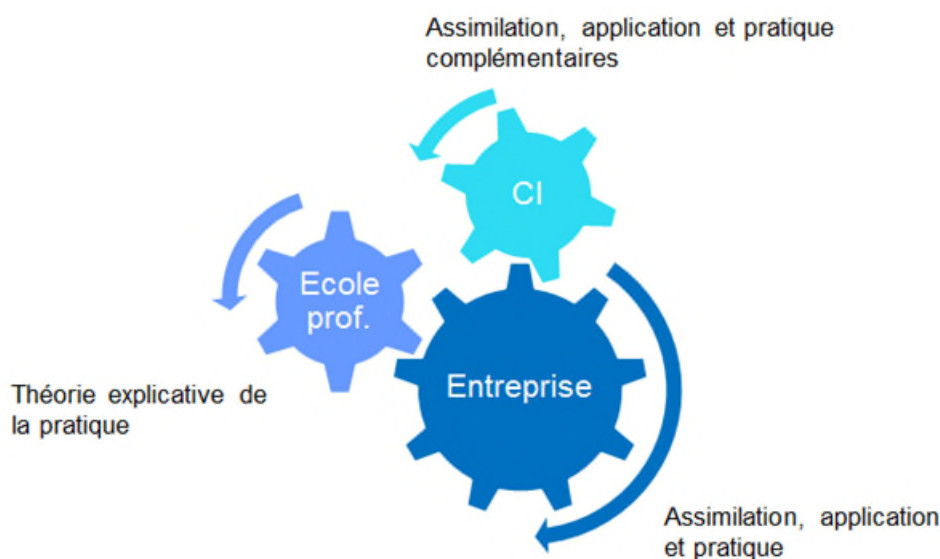 Assimilation, application et pratique
complémentaires
CI
Ecole
prof.
Entreprise
Théorie explicative de
la pratique
Assimilation, application
et pratique